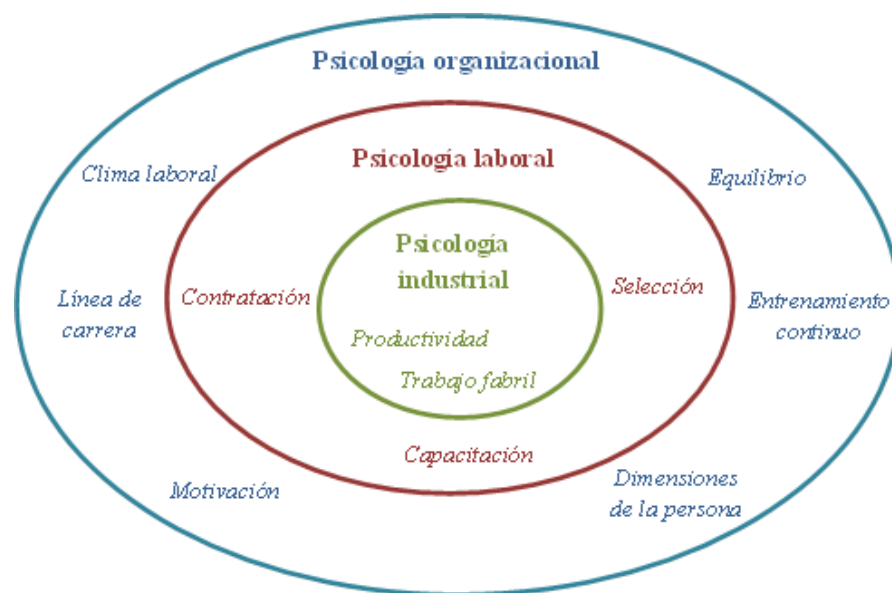 Psicología organizacional
Psicología laboral
Clima laboral
Equilibrio
Psicología
industrial
Línea de
carrera
Contratación
Selección
Entrenamiento
continuo
Productividad
Trabajo fabril
Capacitación
Motivación
Dimensiones
de la persona